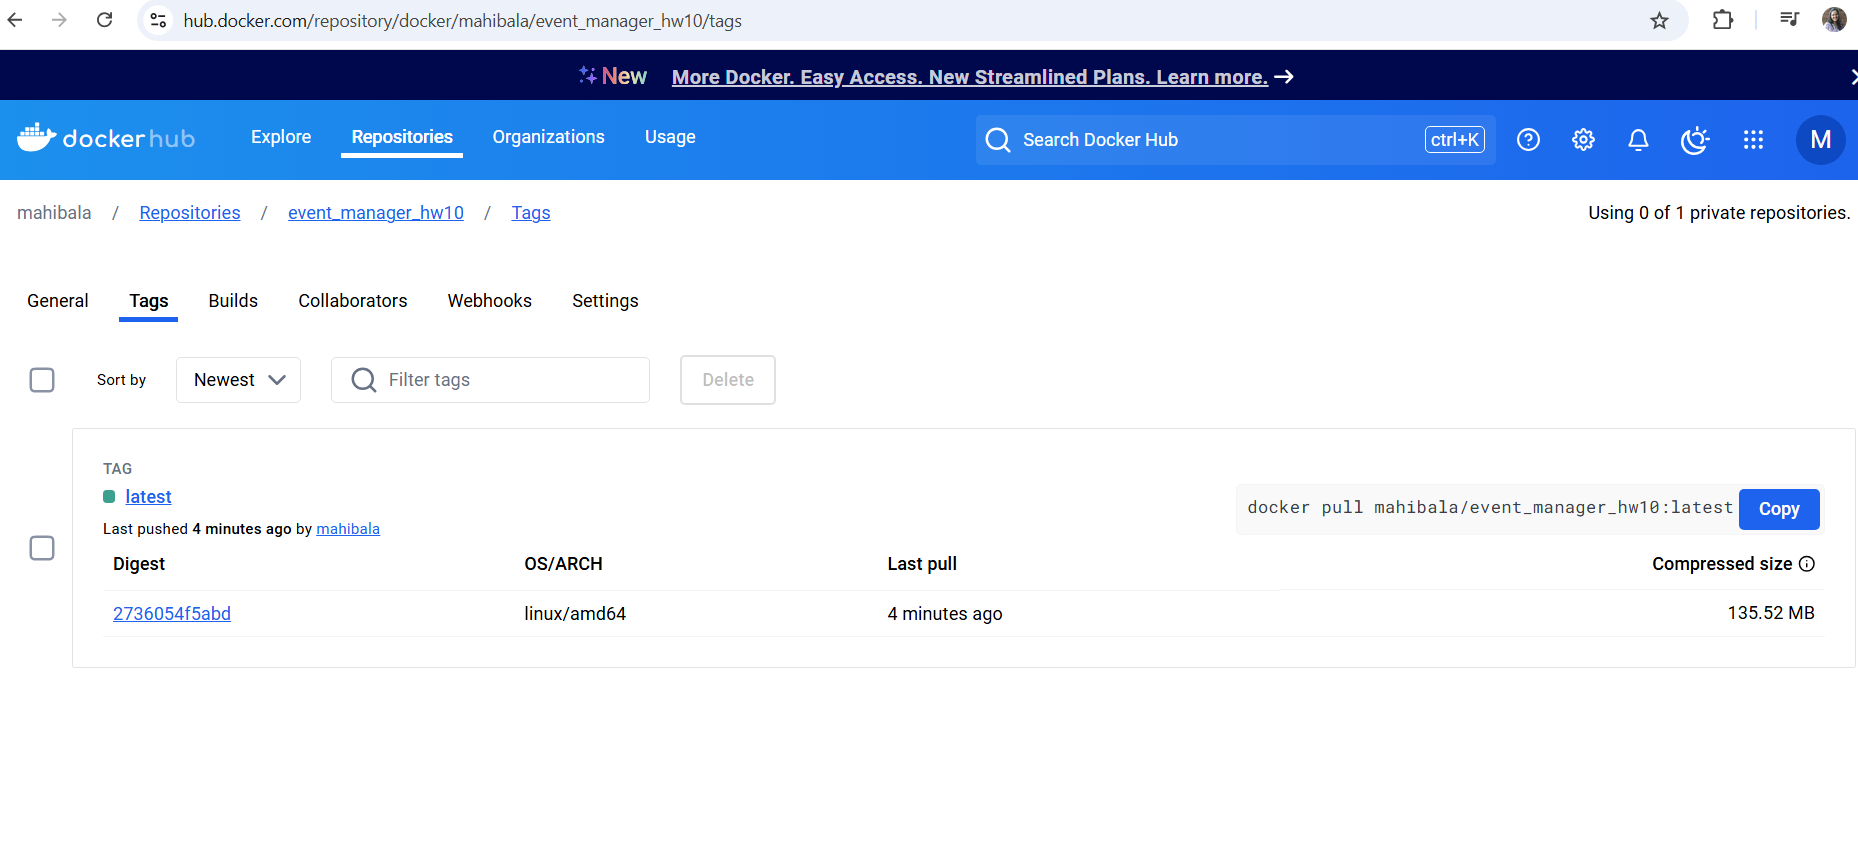 hub.docker.com/repository/docker/mahibala/event_manager_hw10/tags
New More Docker. Easy Access. New Streamlined Plans. Learn more. →
docker hub Explore Repositories Organizations Usage Search Docker Hub ctrl+K M
mahibala / Repositories / event_manager_hw10 / Tags Using 0 of 1 private repositories.
General Tags Builds Collaborators Webhooks Settings
Sort by Newest Filter tags Delete
TAG
latest
docker pull mahibala/event_manager_hw10:latest Copy
Last pushed 4 minutes ago by mahibala
Digest OS/ARCH Last pull Compressed size
2736054f5abd linux/amd64 4 minutes ago 135.52 MB